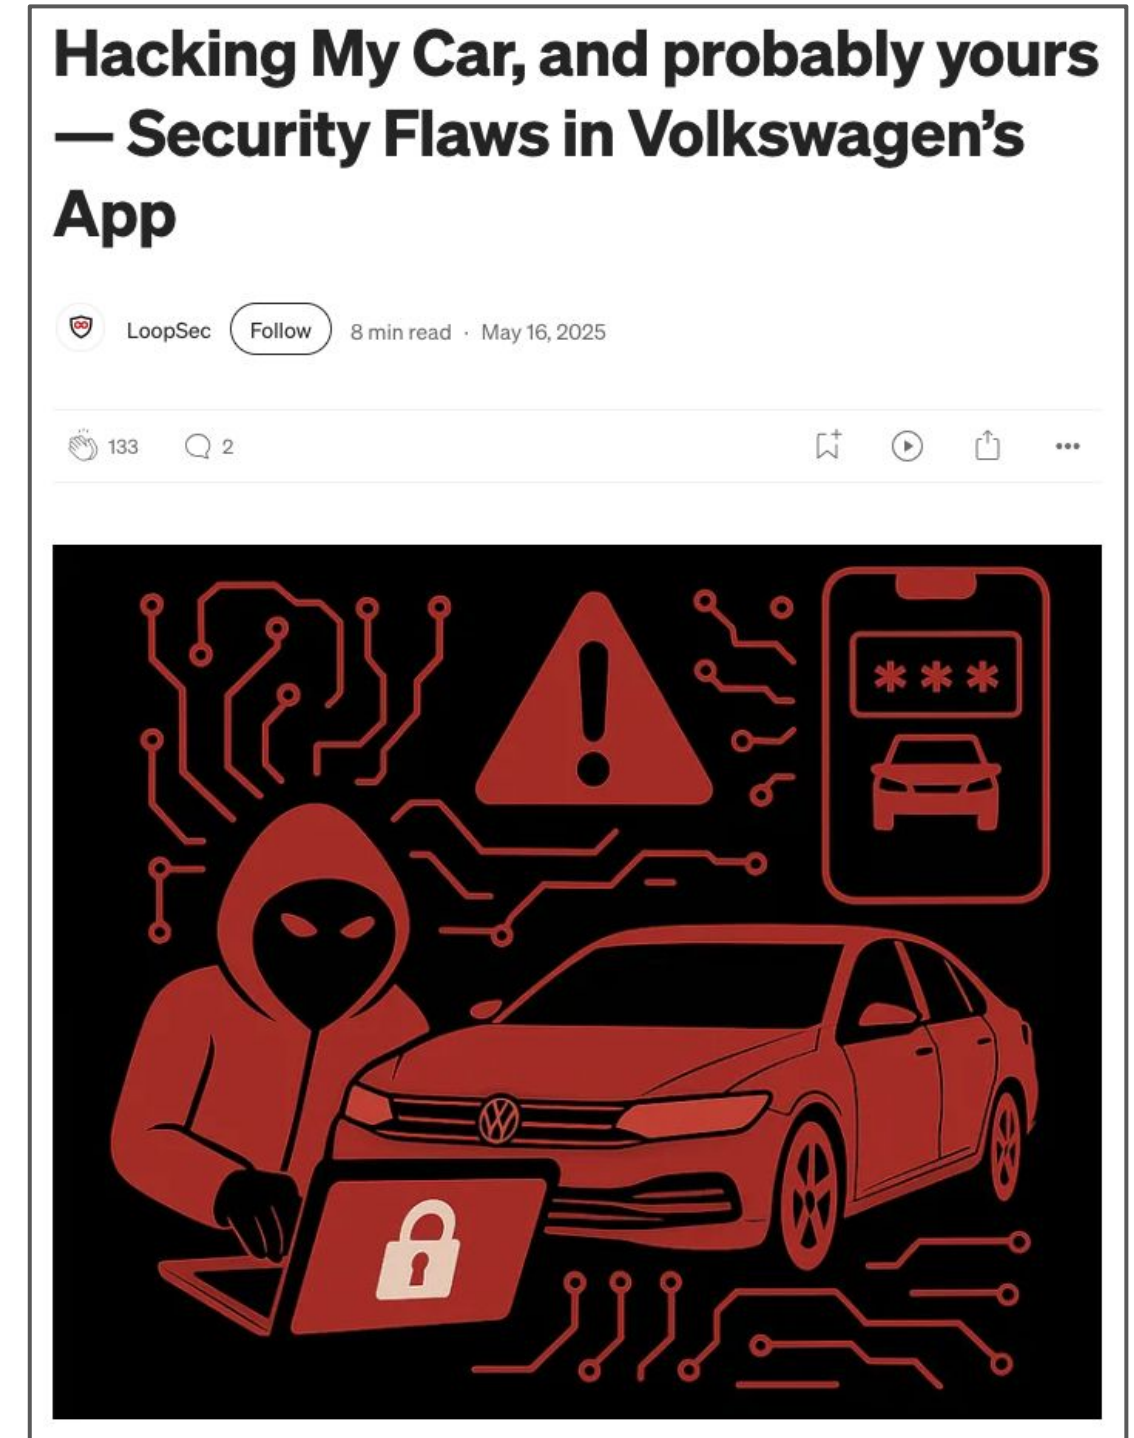 Hacking My Car, and probably yours
— Security Flaws in Volkswagen’s
App
LoopSec Follow 8 min read · May 16, 2025
133 2
***
VW